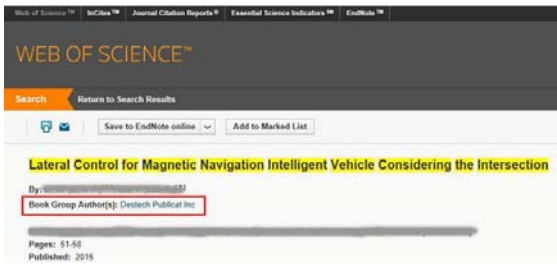 Web of Science™ InCites™ Journal Citation Reports® Essential Science Indicators℠ EndNote™
WEB OF SCIENCE™
Search Return to Search Results
Save to EndNote online Add to Marked List
Lateral Control for Magnetic Navigation Intelligent Vehicle Considering the Intersection
By:
Book Group Author(s): Destech Publicat Inc
Pages: 51-58
Published: 2015